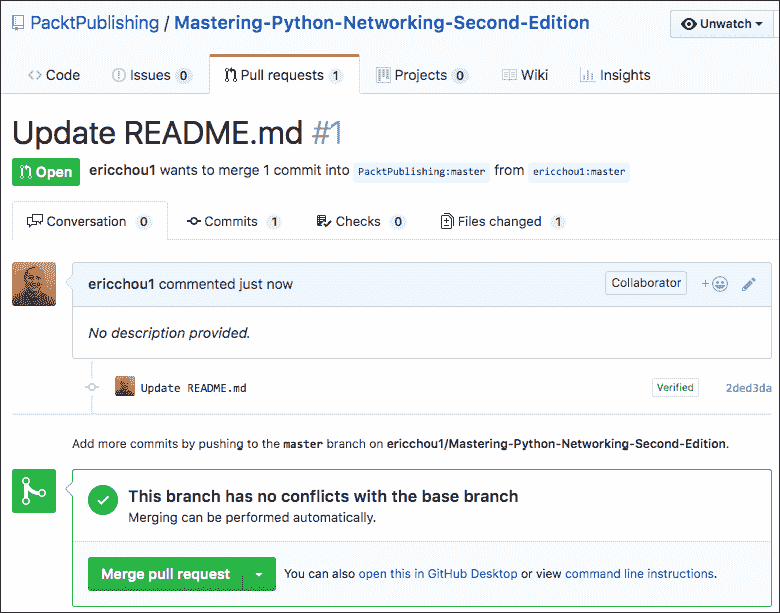 PacktPublishing / Mastering-Python-Networking-Second-Edition Unwatch
Code Issues 0 Pull requests 1 Projects 0 Wiki Insights
Update README.md #1
Open ericchou1 wants to merge 1 commit into PacktPublishing:master from ericchou1:master
Conversation 0 Commits 1 Checks 0 Files changed 1
ericchou1 commented just now Collaborator +
No description provided.
Update README.md Verified 2ded3da
Add more commits by pushing to the master branch on ericchou1/Mastering-Python-Networking-Second-Edition.
This branch has no conflicts with the base branch
Merging can be performed automatically.
Merge pull request You can also open this in GitHub Desktop or view command line instructions.